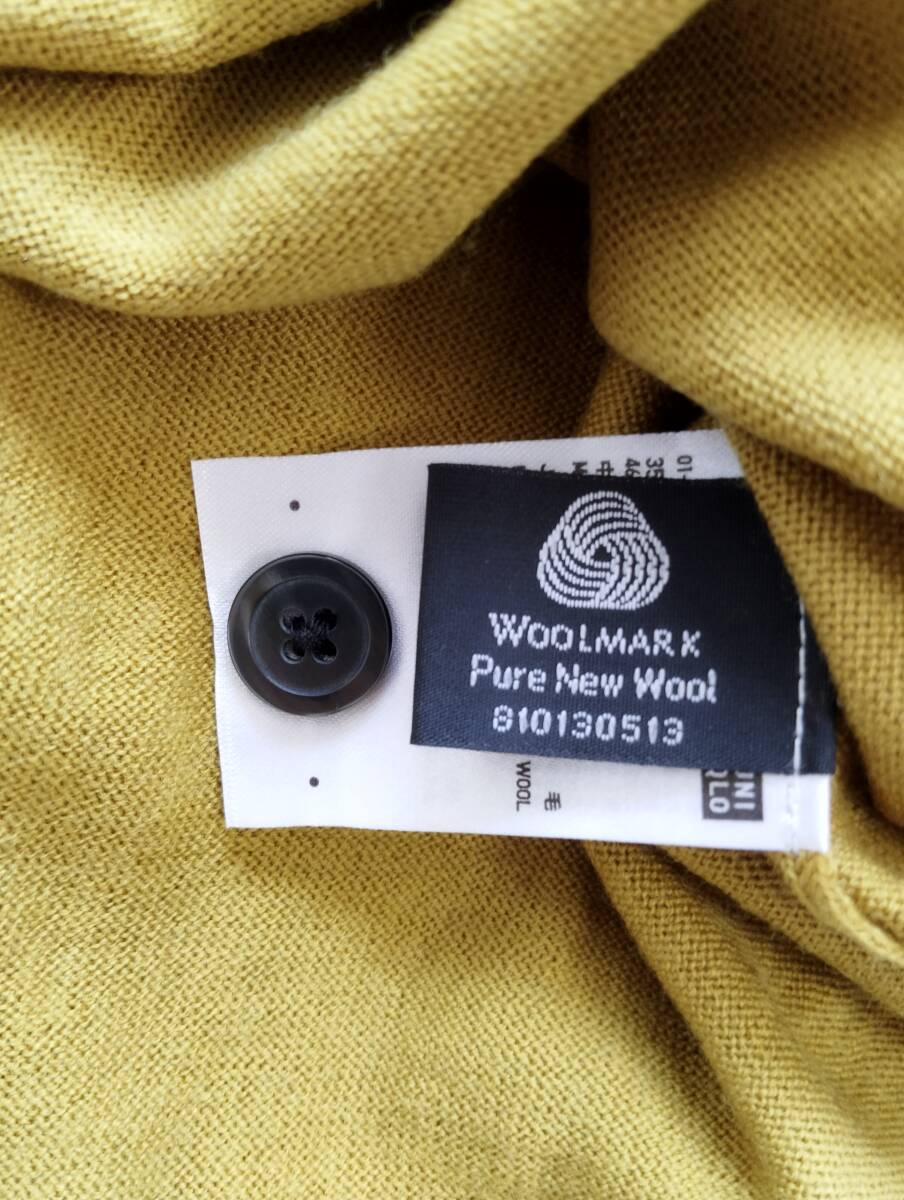 WOOLMARK
Pure New Wool
810130513
毛
WOOL
UNI
QLO